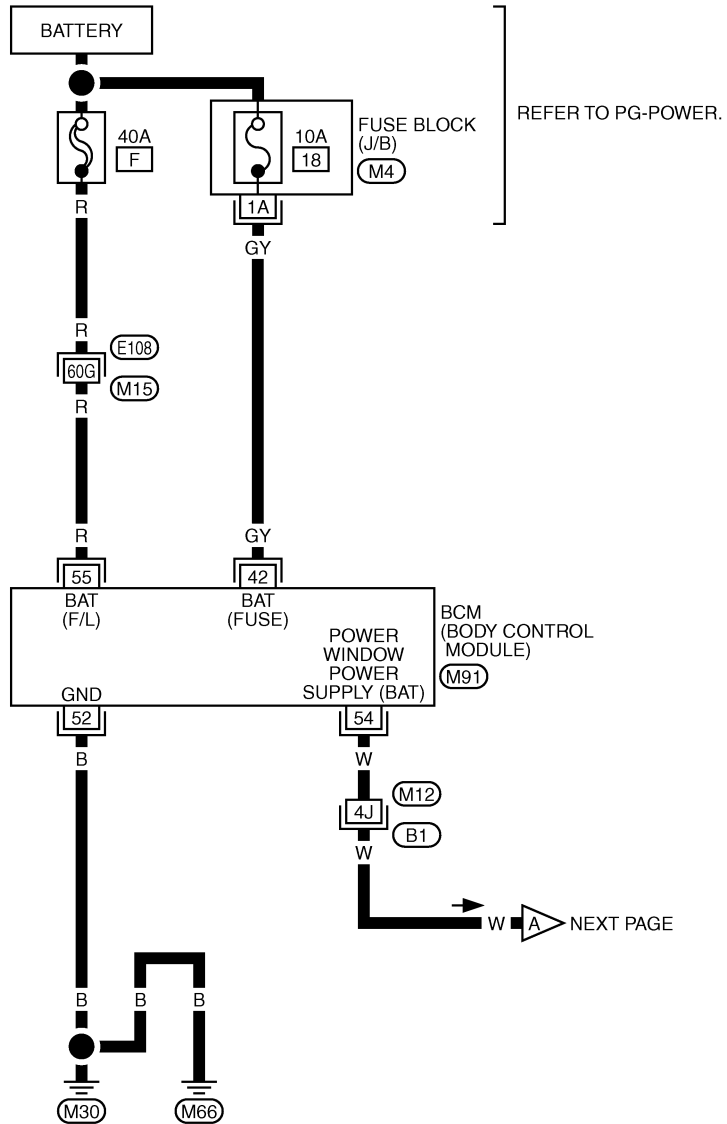 BATTERY
REFER TO PG-POWER.
40A
F
10A
18
FUSE BLOCK
(J/B)
M4
1A
R
GY
R
E108
60G
M15
R
R
GY
55
42
BAT
(F/L)
BAT
(FUSE)
BCM
(BODY CONTROL
MODULE)
M91
POWER
WINDOW
POWER
SUPPLY (BAT)
GND
52
54
B
W
M12
4J
B1
W
W
A
NEXT PAGE
B
B
B
M30
M66